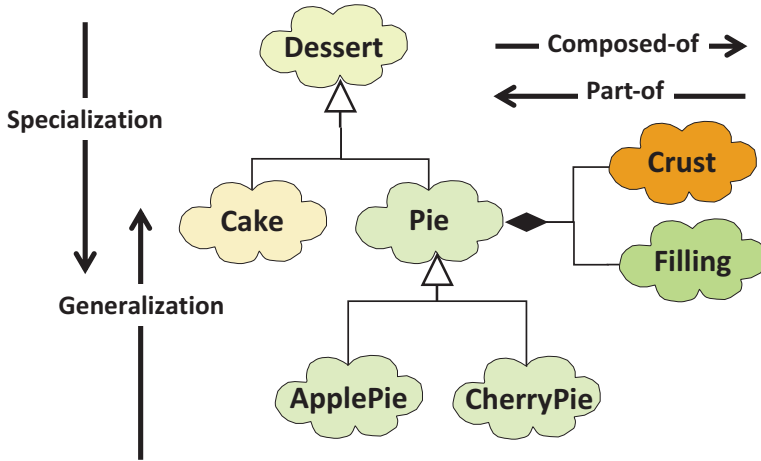 Dessert
Composed-of
Part-of
Specialization
Crust
Cake
Pie
Filling
Generalization
ApplePie
CherryPie